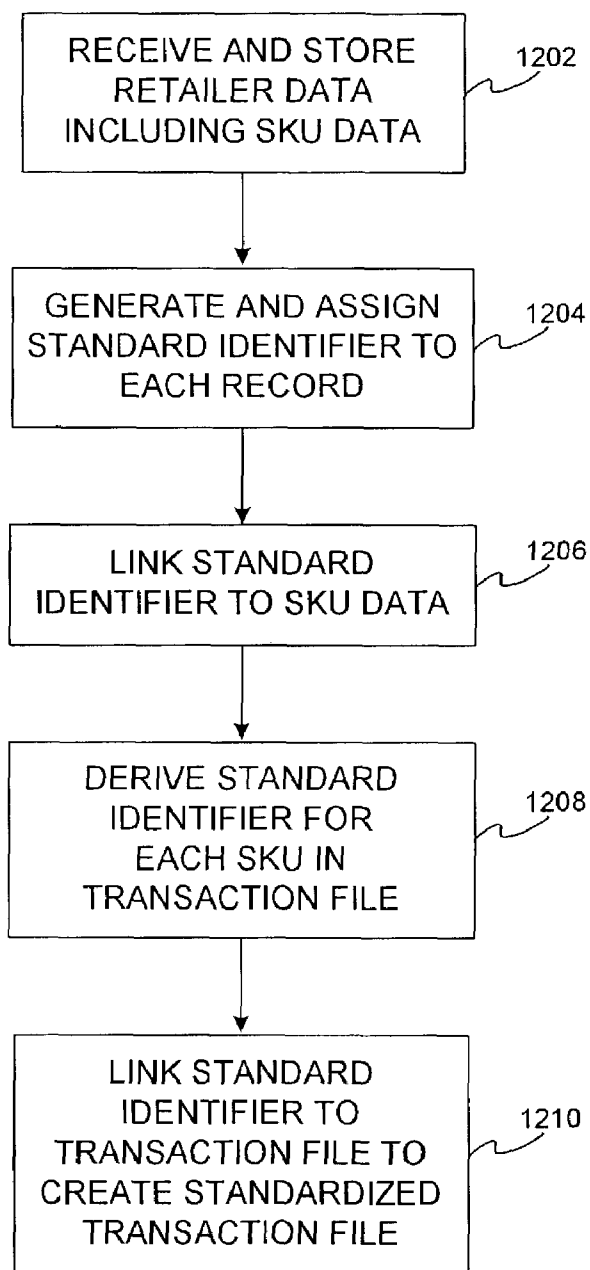 RECEIVE AND STORE
RETAILER DATA
INCLUDING SKU DATA
1202
GENERATE AND ASSIGN
STANDARD IDENTIFIER TO
EACH RECORD
1204
LINK STANDARD
IDENTIFIER TO SKU DATA
1206
DERIVE STANDARD
IDENTIFIER FOR
EACH SKU IN
TRANSACTION FILE
1208
LINK STANDARD
IDENTIFIER TO
TRANSACTION FILE TO
CREATE STANDARDIZED
TRANSACTION FILE
1210